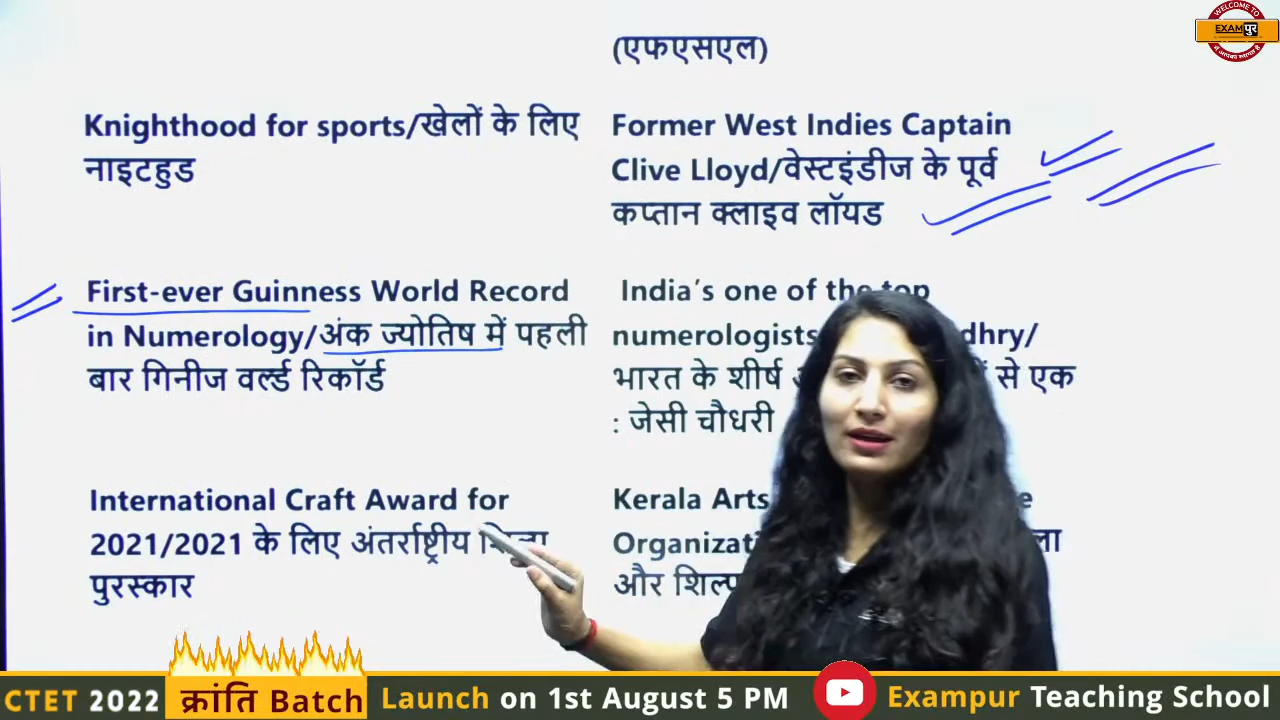 WELCOME TO
EXAMपुर
(एफएसएल)
Knighthood for sports/खेलों के लिए
नाइटहुड
Former West Indies Captain
Clive Lloyd/वेस्टइंडीज के पूर्व
कप्तान क्लाइव लॉयड
First-ever Guinness World Record
in Numerology/अंक ज्योतिष में पहली
बार गिनीज वर्ल्ड रिकॉर्ड
India's one of the top
numerologists dhry/
भारत के शीर्ष से एक
: जेसी चौधरी
International Craft Award for
2021/2021 के लिए अंतर्राष्ट्रीय शिल्प
पुरस्कार
Kerala Arts
और शिल्प
CTET 2022 क्रांति Batch Launch on 1st August 5 PM Exampur Teaching School